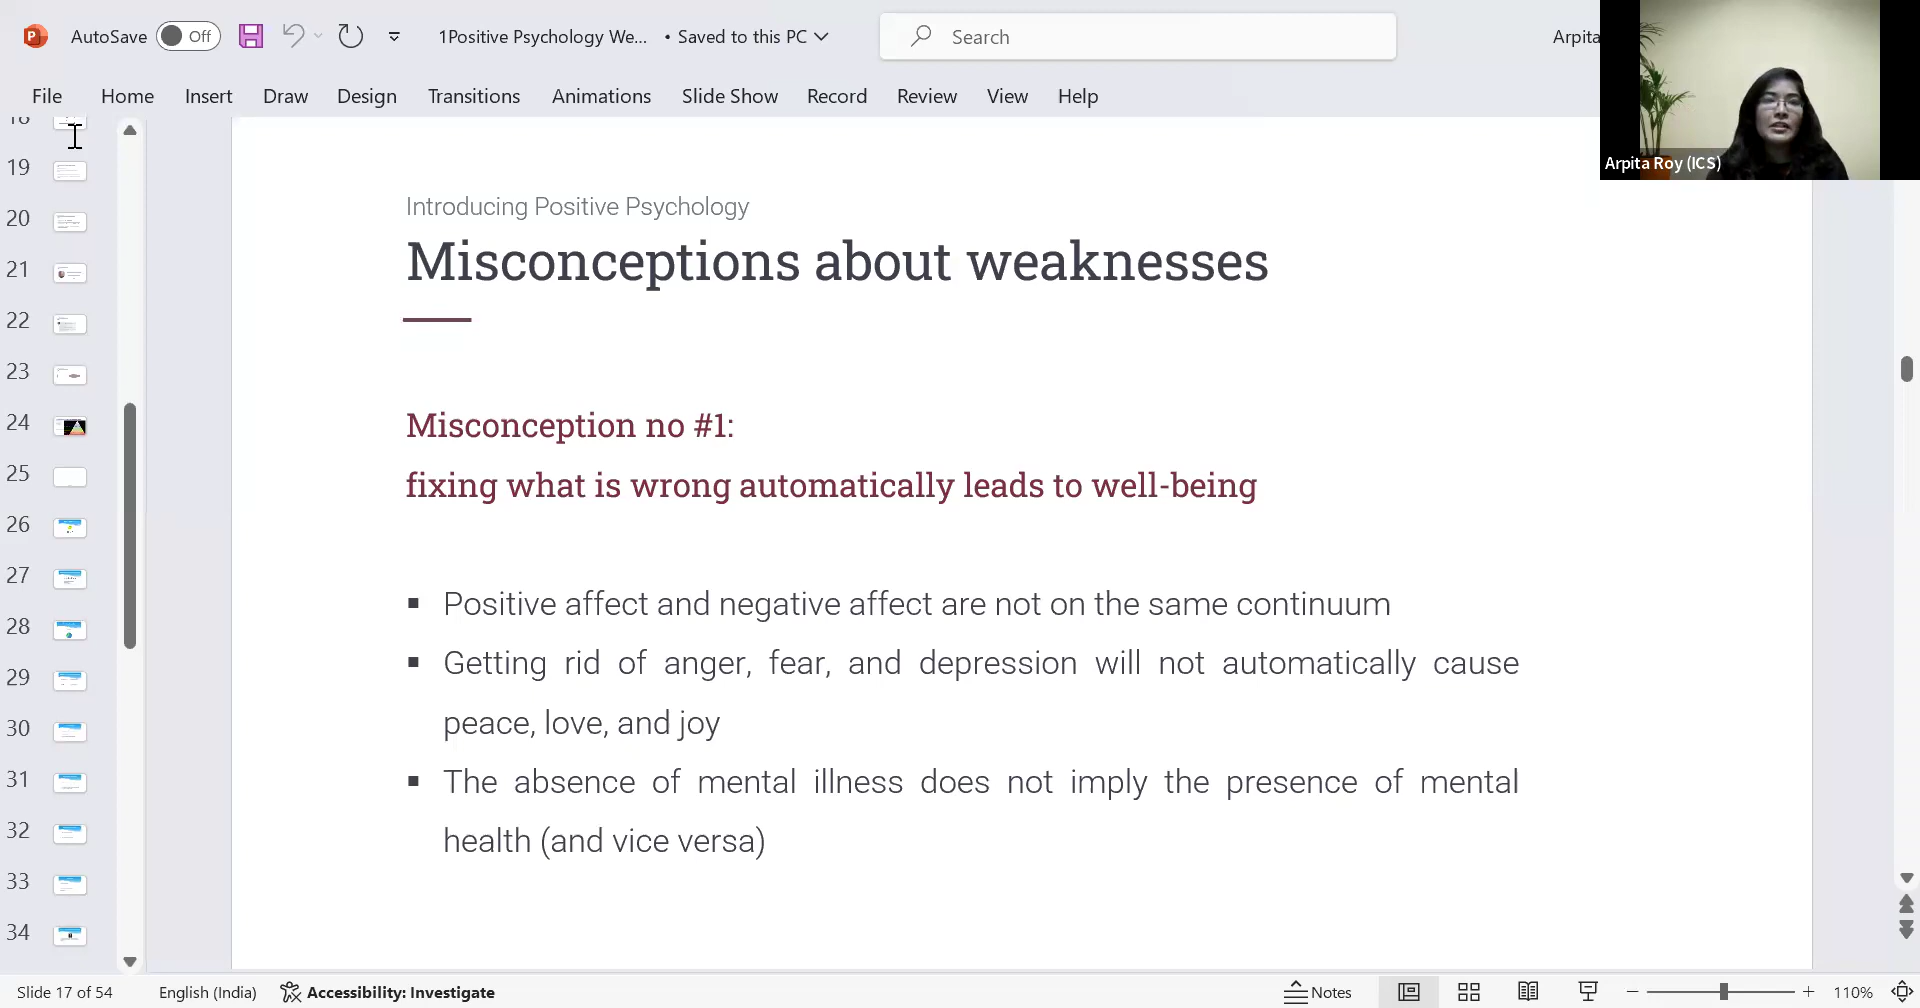 AutoSave Off 1Positive Psychology We... • Saved to this PC Search Arpita
File Home Insert Draw Design Transitions Animations Slide Show Record Review View Help
Arpita Roy (ICS)
18
19
20
21
22
23
24
25
26
27
28
29
30
31
32
33
34
Introducing Positive Psychology
Misconceptions about weaknesses
Misconception no #1:
fixing what is wrong automatically leads to well-being
▪ Positive affect and negative affect are not on the same continuum
▪ Getting rid of anger, fear, and depression will not automatically cause
peace, love, and joy
▪ The absence of mental illness does not imply the presence of mental
health (and vice versa)
Slide 17 of 54 English (India) Accessibility: Investigate Notes 110%